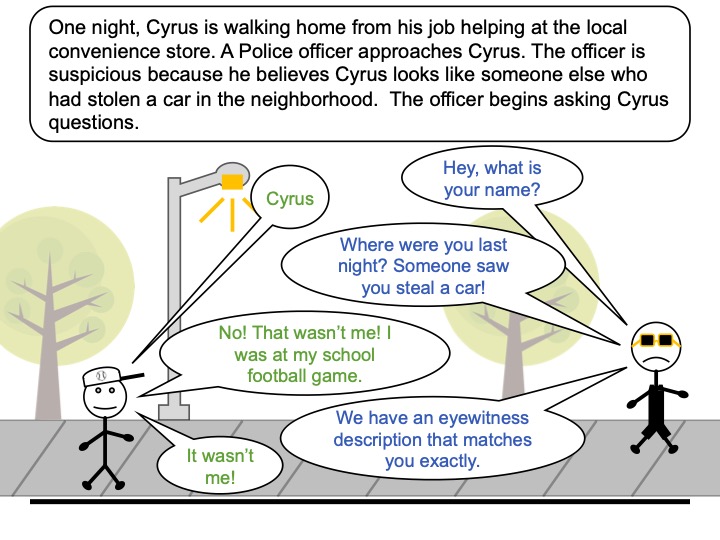 One night, Cyrus is walking home from his job helping at the local
convenience store. A Police officer approaches Cyrus. The officer is
suspicious because he believes Cyrus looks like someone else who
had stolen a car in the neighborhood.  The officer begins asking Cyrus
questions.
Hey, what is
your name?
Cyrus
Where were you last
night? Someone saw
you steal a car!
No! That wasn’t me! I
was at my school
football game.
We have an eyewitness
description that matches
you exactly.
It wasn’t
me!